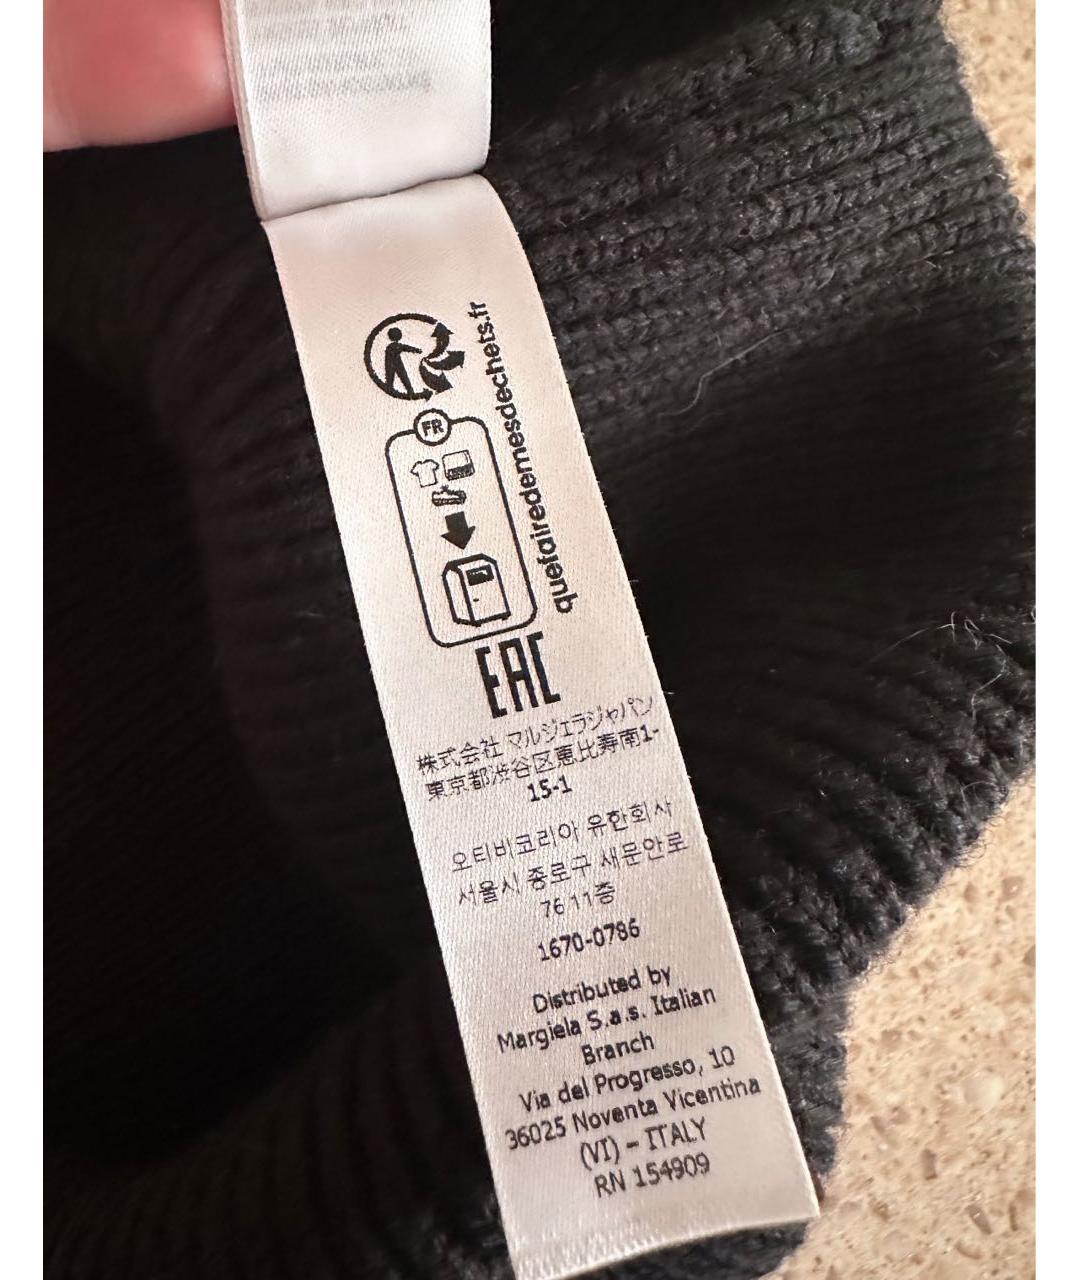 quefairedemesdechets.fr
FR
EAC
株式会社 マルジェラジャパン
東京都渋谷区恵比寿南1-
15-1
오티비코리아 유한회사
서울시 종로구 새문안로
76 11층
1670-0786
Distributed by
Margiela S.a.s. Italian
Branch
Via del Progresso, 10
36025 Noventa Vicentina
(VI) – ITALY
RN 154909